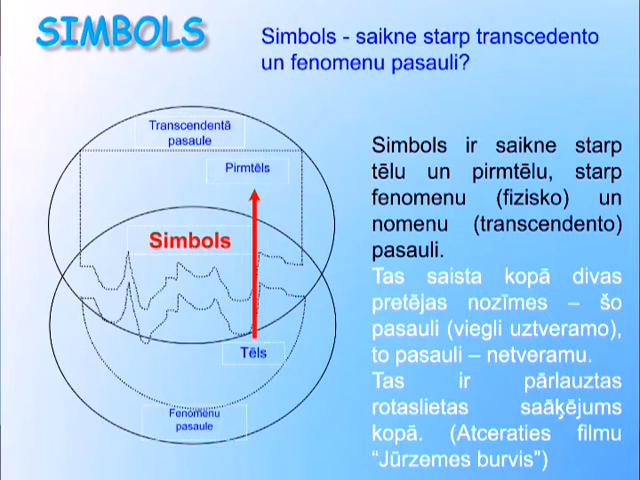 SIMBOLS
Simbols - saikne starp transcedento
un fenomenu pasauli?
Transcendentā
pasaule
Pirmtēls
Simbols
Tēls
Fenomenu
pasaule
Simbols ir saikne starp
tēlu un pirmtēlu, starp
fenomenu (fizisko) un
nomenu (transcendento)
pasauli.
Tas saista kopā divas
pretējas nozīmes – šo
pasauli (viegli uztveramo),
to pasauli – netveramu.
Tas ir pārlauztas
rotaslietas saāķējums
kopā. (Atceraties filmu
“Jūrzemes burvis”)